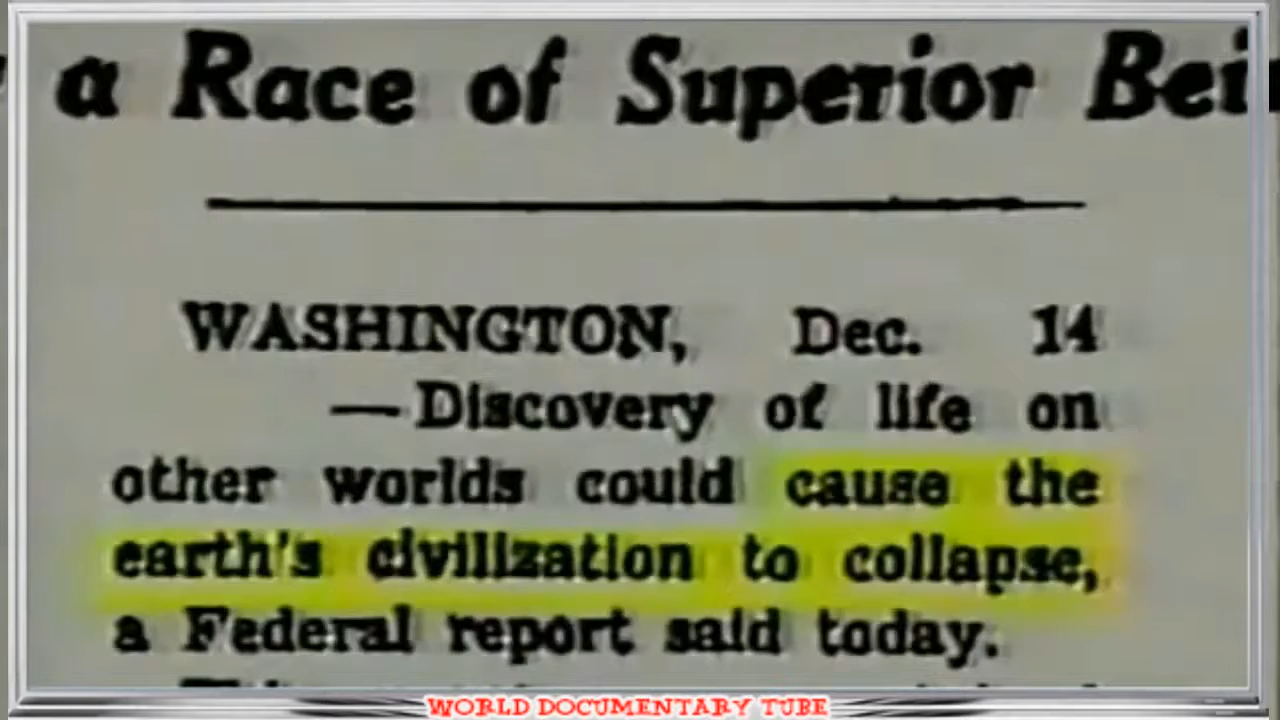 a Race of Superior Bei
WASHINGTON, Dec. 14
—Discovery of life on
other worlds could cause the
earth's civilization to collapse,
a Federal report said today.
WORLD DOCUMENTARY TUBE